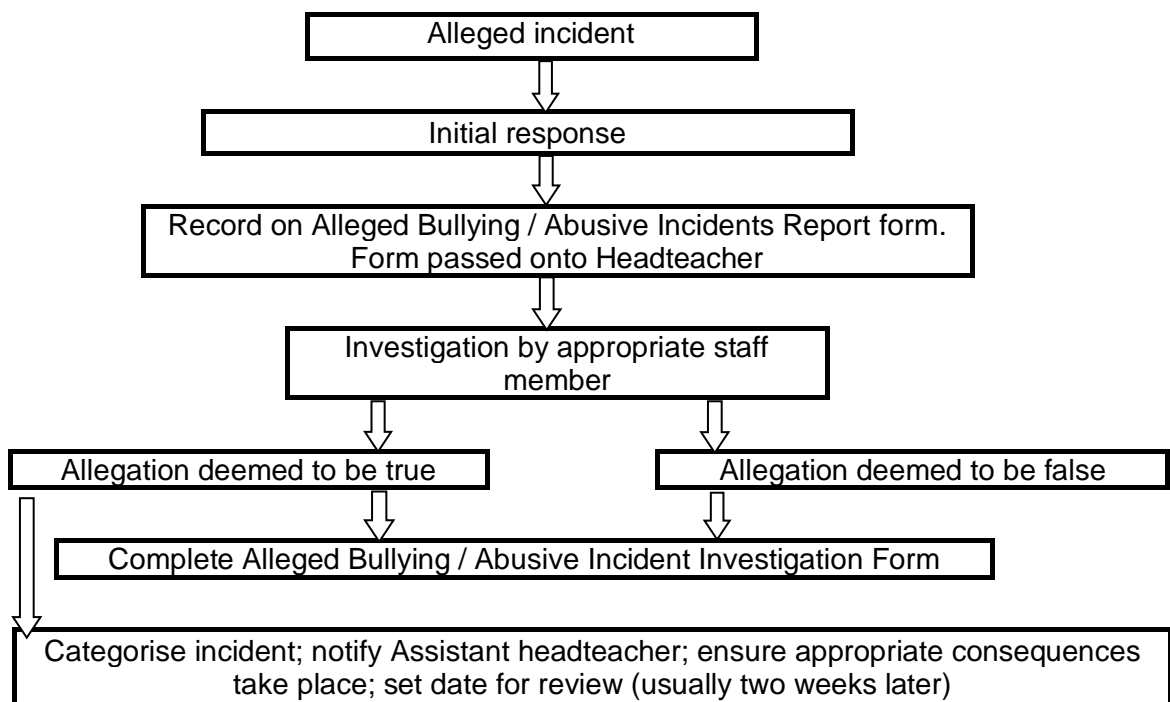 Alleged incident
Initial response
Record on Alleged Bullying / Abusive Incidents Report form.
Form passed onto Headteacher
Investigation by appropriate staff
member
Allegation deemed to be true
Allegation deemed to be false
Complete Alleged Bullying / Abusive Incident Investigation Form
Categorise incident; notify Assistant headteacher; ensure appropriate consequences
take place; set date for review (usually two weeks later)